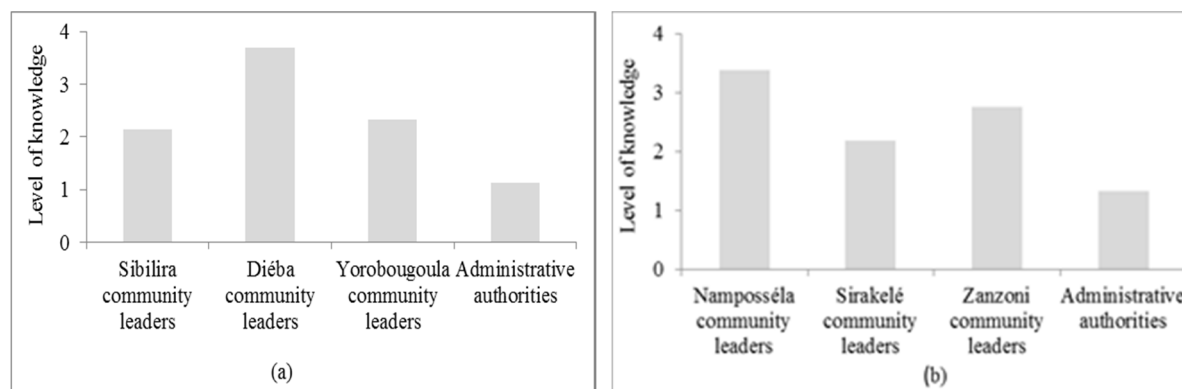 Level of knowledge
4
3
2
1
0
Sibilira
community
leaders
Diéba
community
leaders
Yorobougoula
community
leaders
Administrative
authorities
(a)
Level of knowledge
4
3
2
1
0
Namposséla
community
leaders
Sirakelé
community
leaders
Zanzoni
community
leaders
Administrative
authorities
(b)